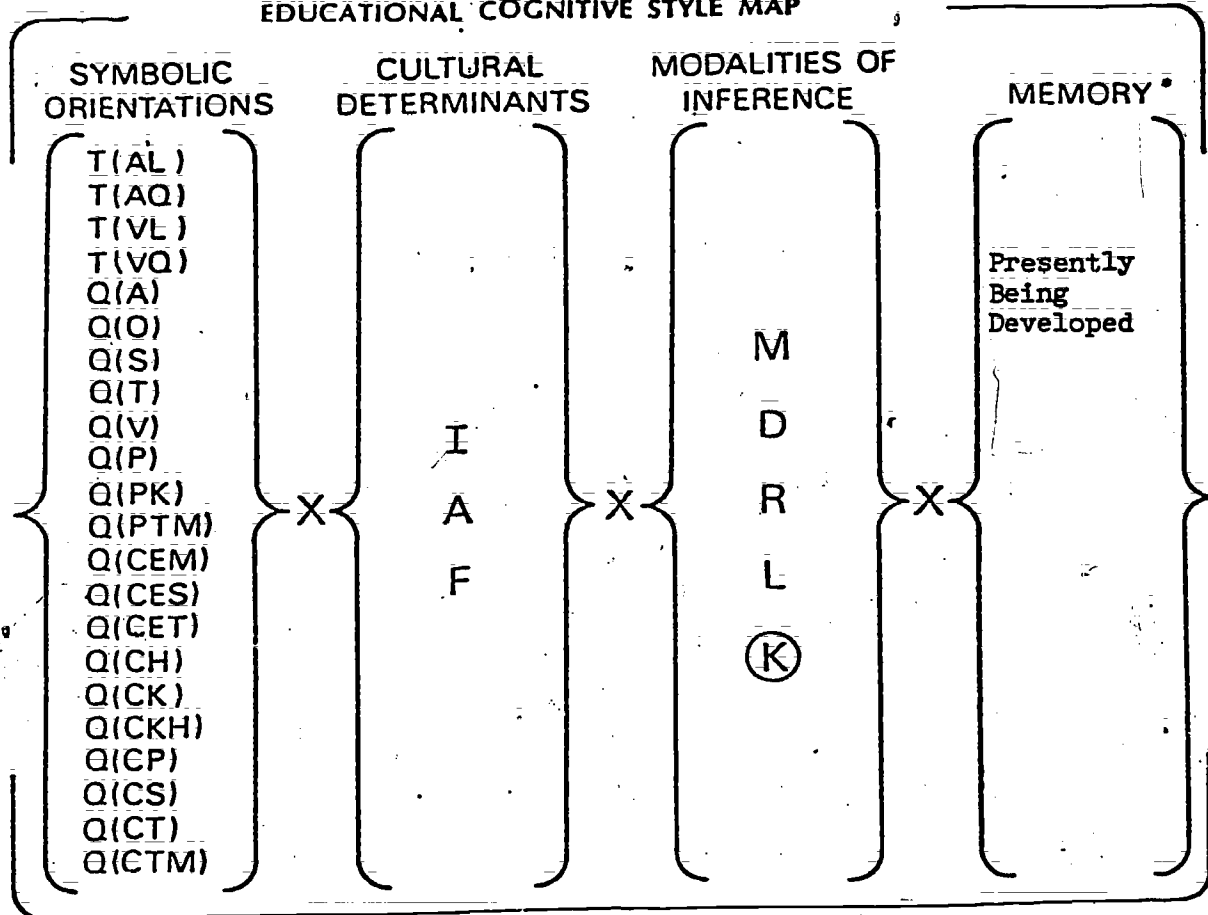 EDUCATIONAL COGNITIVE STYLE MAP
SYMBOLIC
ORIENTATIONS
CULTURAL
DETERMINANTS
MODALITIES OF
INFERENCE
MEMORY*
T(AL)
T(AQ)
T(VL)
T(VQ)
Q(A)
Q(O)
Q(S)
Q(T)
Q(V)
Q(P)
Q(PK)
Q(PTM)
Q(CEM)
Q(CES)
Q(CET)
Q(CH)
Q(CK)
Q(CKH)
Q(CP)
Q(CS)
Q(CT)
Q(CTM)
X
I
A
F
X
M
D
R
L
K
X
Presently
Being
Developed